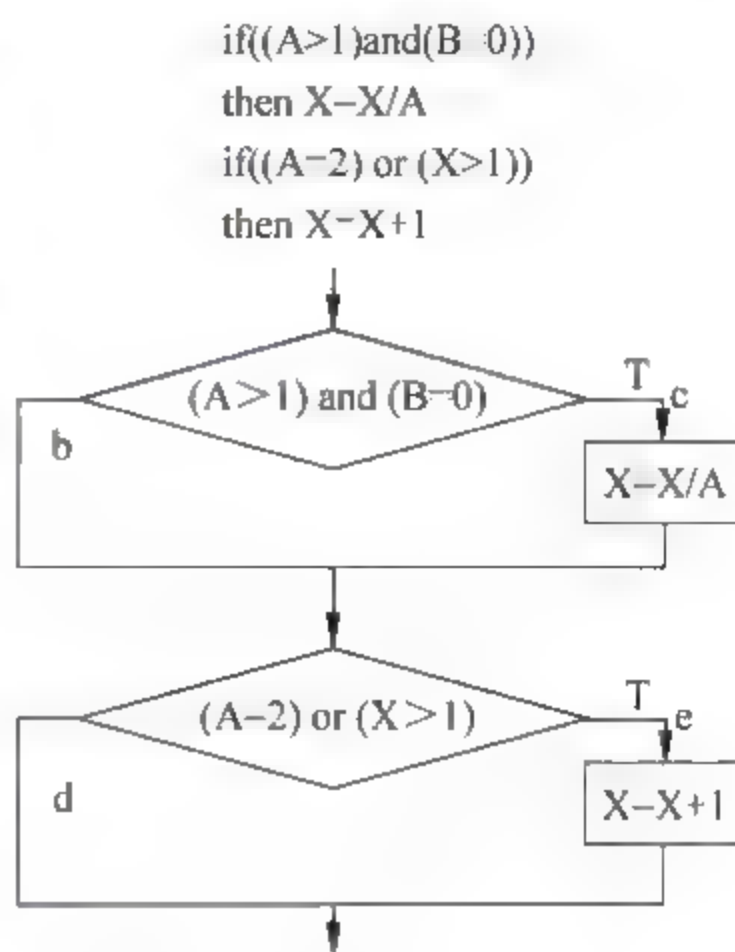 if((A>1)and(B=0))
then X=X/A
if((A=2) or (X>1))
then X=X+1
(A>1) and (B=0)
T
c
b
X=X/A
(A=2) or (X>1)
T
e
d
X=X+1